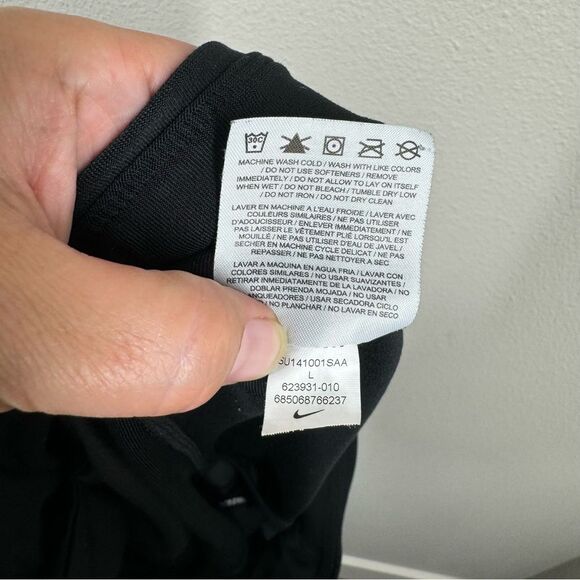 30C
MACHINE WASH COLD / WASH WITH LIKE COLORS
/ DO NOT USE SOFTENERS / REMOVE
IMMEDIATELY / DO NOT ALLOW TO LAY ON ITSELF
WHEN WET / DO NOT BLEACH / TUMBLE DRY LOW
/ DO NOT IRON / DO NOT DRY CLEAN
LAVER EN MACHINE A L'EAU FROIDE / LAVER AVEC
COULEURS SIMILAIRES / NE PAS UTILISER
D'ADOUCISSEUR / ENLEVER IMMEDIATEMENT / NE
PAS LAISSER LE VÊTEMENT PLIÉ LORSQU'IL EST
MOUILLÉ / NE PAS UTILISER D'EAU DE JAVEL /
SECHER EN MACHINE CYCLE DELICAT / NE PAS
REPASSER / NE PAS NETTOYER A SEC
LAVAR A MAQUINA EN AGUA FRIA / LAVAR CON
COLORES SIMILARES / NO USAR SUAVIZANTES /
RETIRAR INMEDIATAMENTE DE LA LAVADORA / NO
DOBLAR PRENDA MOJADA / NO USAR
ANQUEADORES / USAR SECADORA CICLO
/ NO PLANCHAR / NO LAVAR EN SECO
SU141001SAA
L
623931-010
685068766237